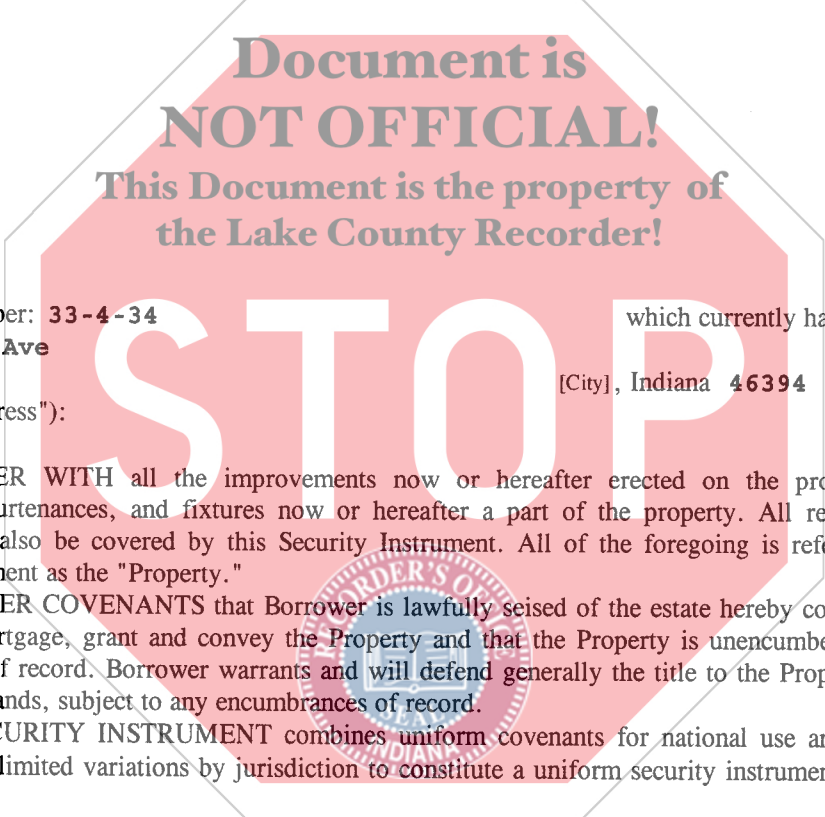 Document is
NOT OFFICIAL!
This Document is the property of
the Lake County Recorder!
STOP
ber: 33-4-34 which currently ha
Ave
[City], Indiana 46394
ress"):
ER WITH all the improvements now or hereafter erected on the pro
urtenances, and fixtures now or hereafter a part of the property. All re
also be covered by this Security Instrument. All of the foregoing is refe
nent as the "Property."
ER COVENANTS that Borrower is lawfully seised of the estate hereby co
rtgage, grant and convey the Property and that the Property is unencumbe
f record. Borrower warrants and will defend generally the title to the Prop
ands, subject to any encumbrances of record.
CURITY INSTRUMENT combines uniform covenants for national use an
limited variations by jurisdiction to constitute a uniform security instrumen
RECORDER'S OFFICE
SEAL
INDIANA